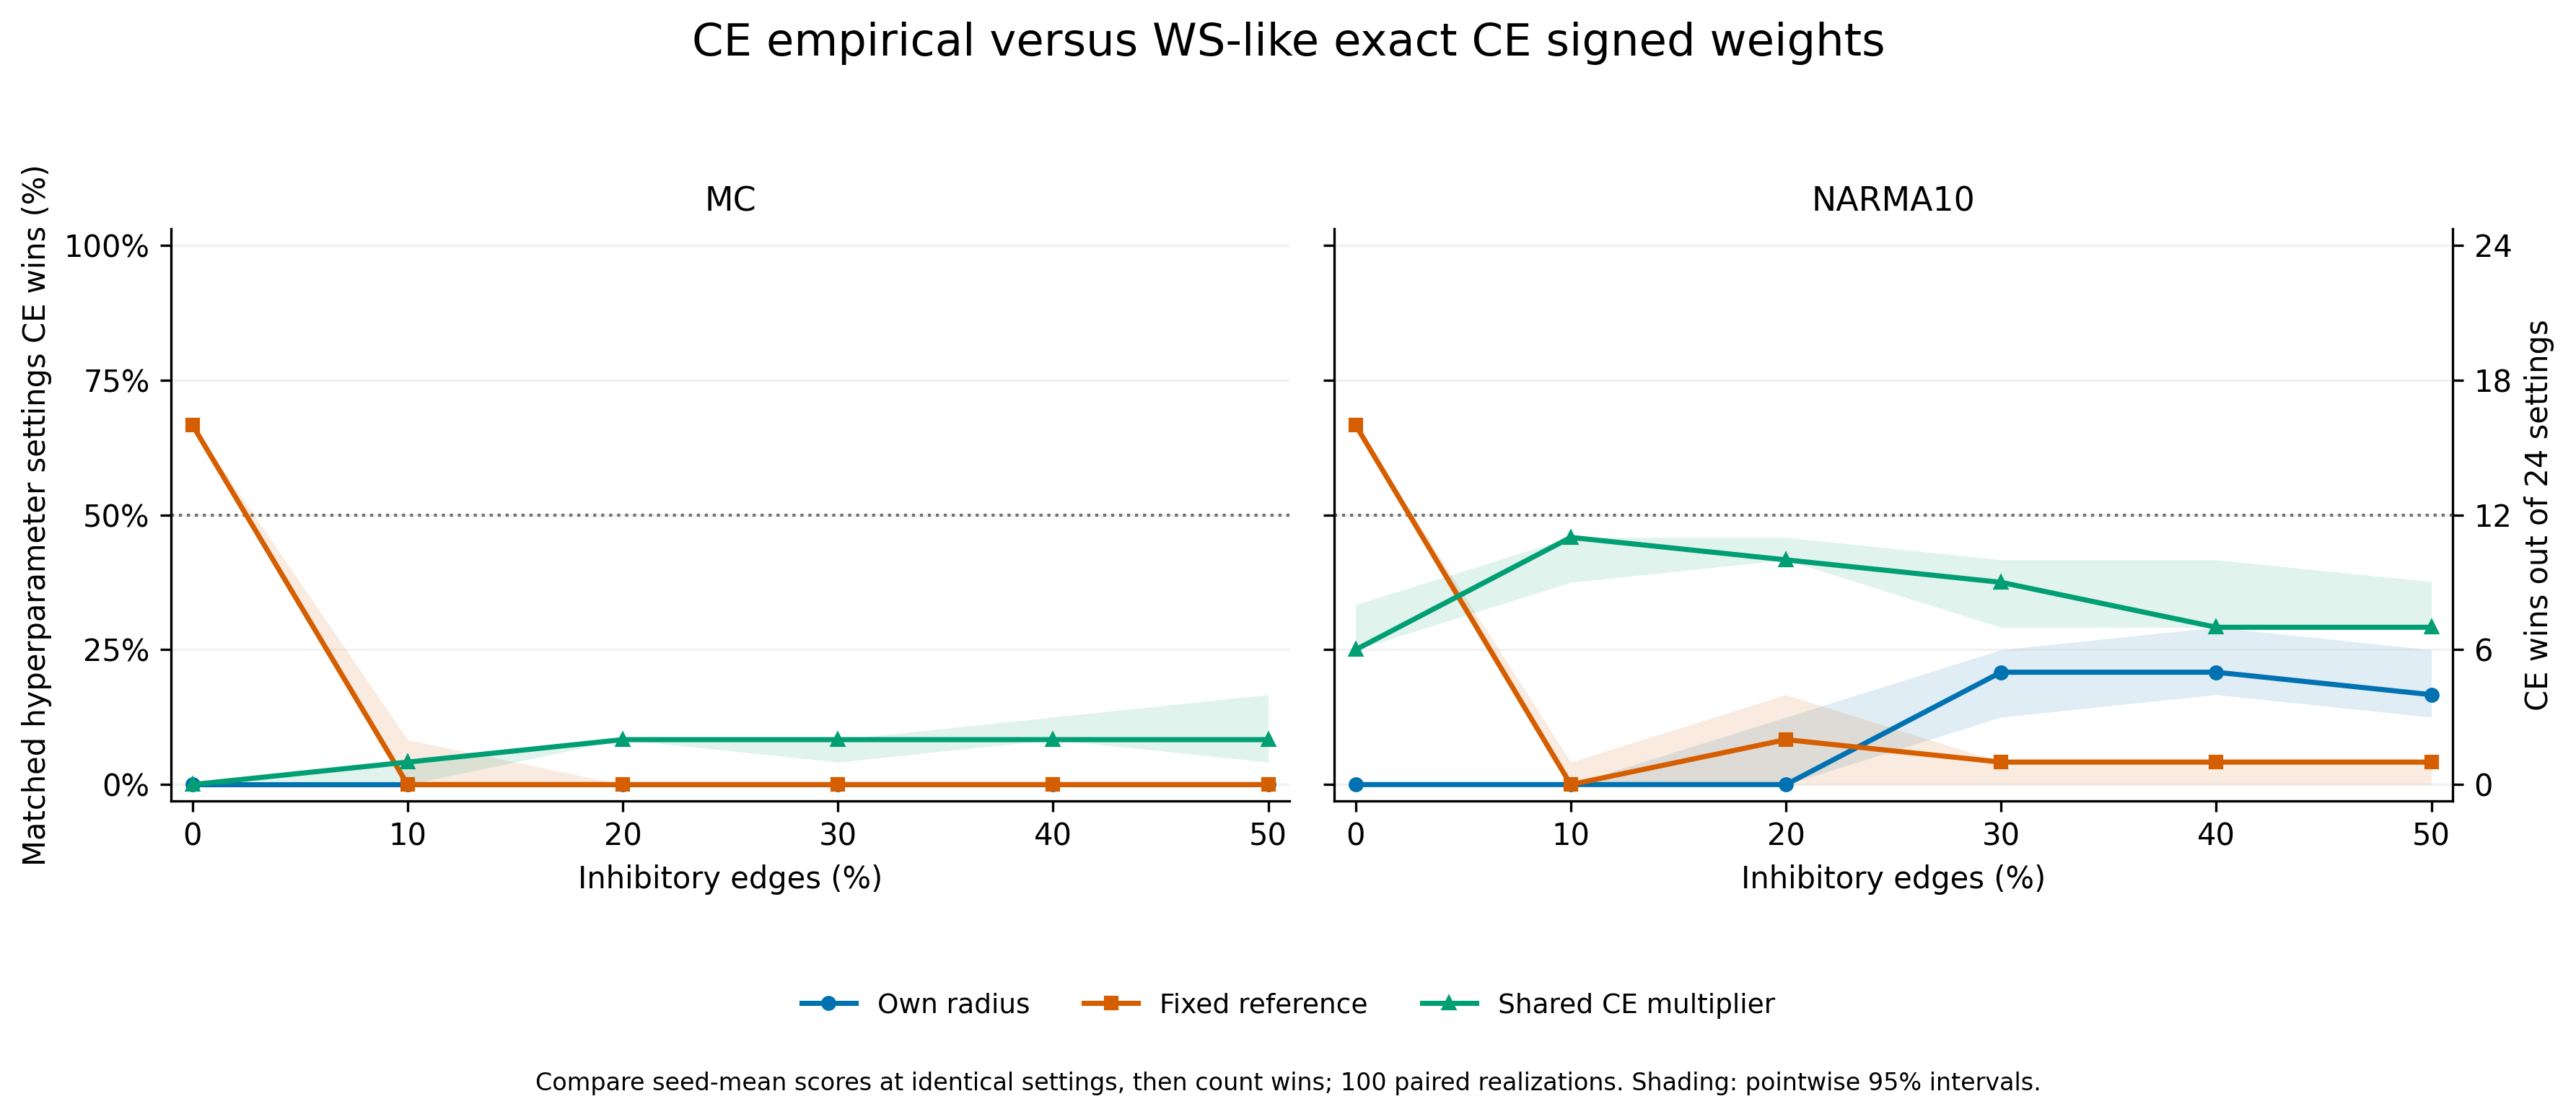 CE empirical versus WS-like exact CE signed weights
MC
NARMA10
Matched hyperparameter settings CE wins (%)
100%
75%
50%
25%
0%
0
10
20
30
40
50
Inhibitory edges (%)
0
10
20
30
40
50
Inhibitory edges (%)
24
18
12
6
0
CE wins out of 24 settings
Own radius
Fixed reference
Shared CE multiplier
Compare seed-mean scores at identical settings, then count wins; 100 paired realizations. Shading: pointwise 95% intervals.